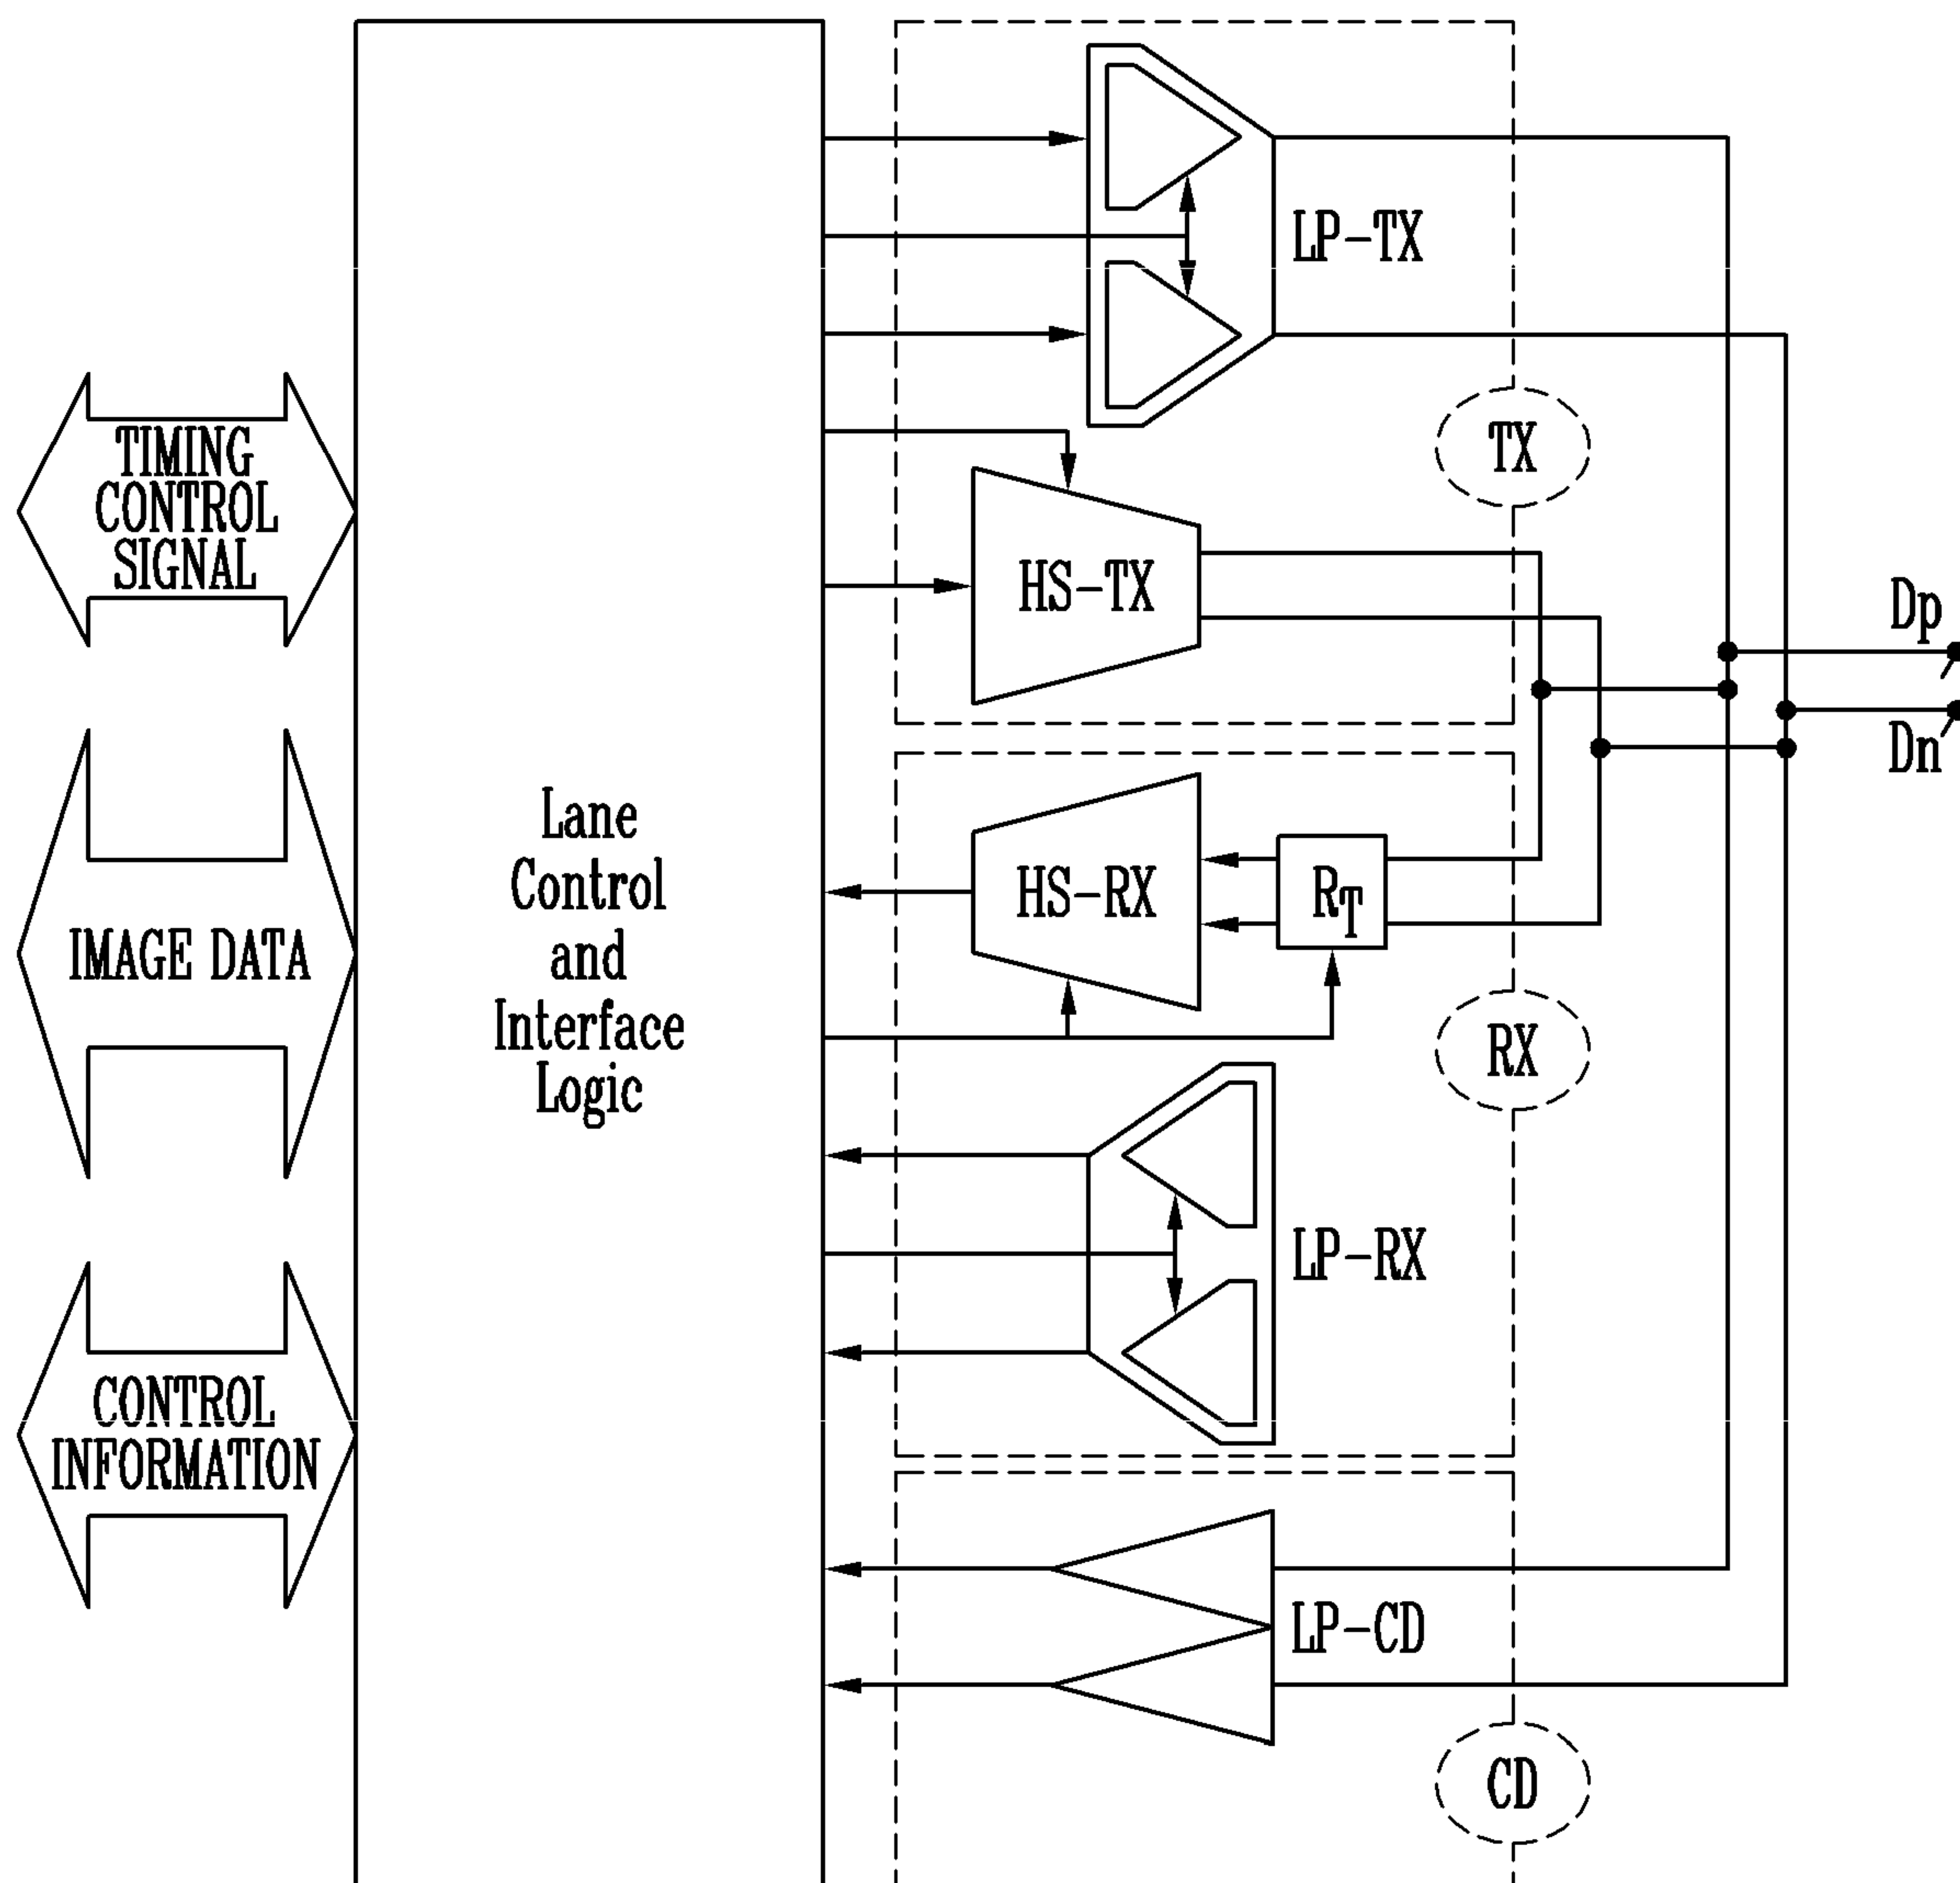 TIMING
CONTROL
SIGNAL
IMAGE DATA
CONTROL
INFORMATION
Lane
Control
and
Interface
Logic
LP-TX
TX
HS-TX
Dp
Dn
HS-RX
RT
RX
LP-RX
LP-CD
CD